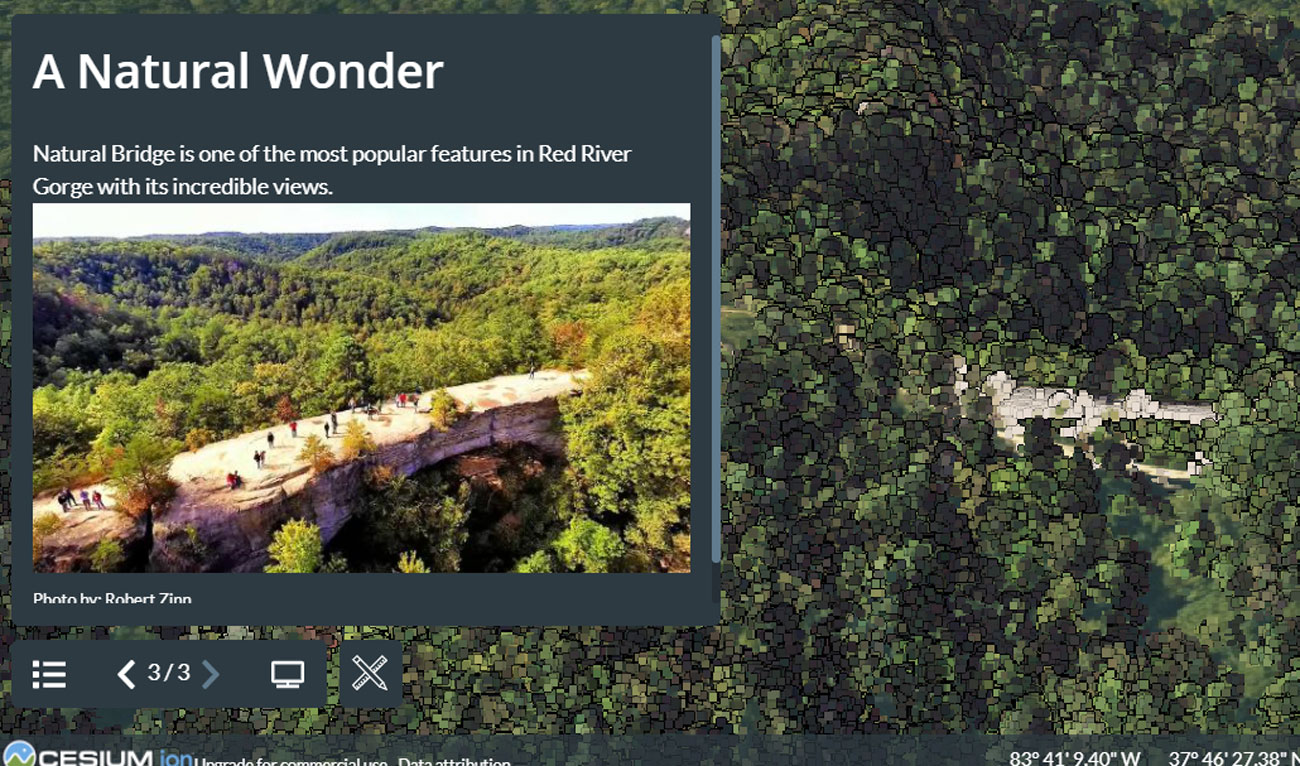 A Natural Wonder
Natural Bridge is one of the most popular features in Red River
Gorge with its incredible views.
Photo by: Robert Zinn
3/3
CESIUM ion Upgrade for commercial use. Data attribution
83° 41' 9.40" W 37° 46' 27.38" N